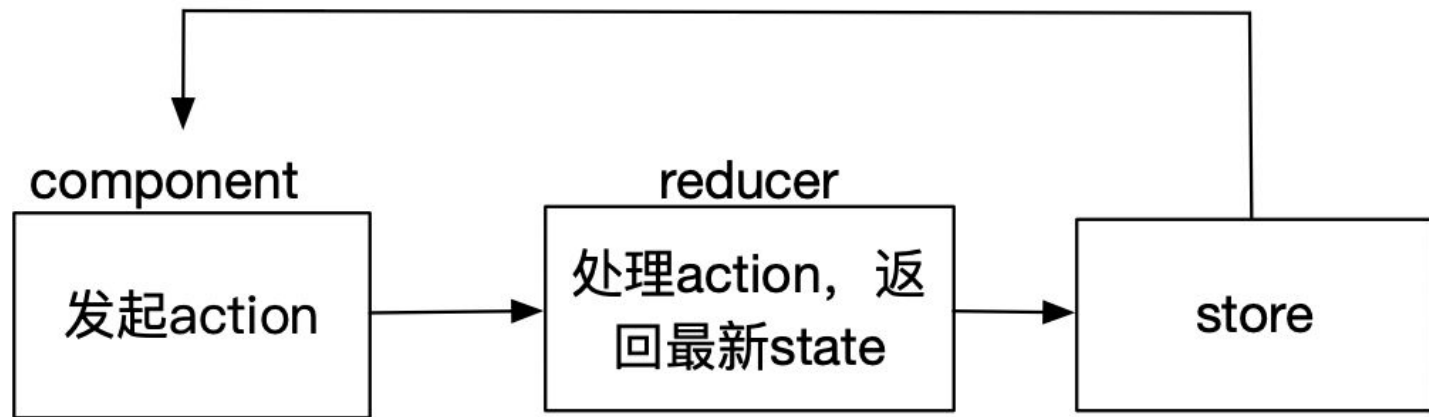 component
发起action
reducer
处理action，返
回最新state
store